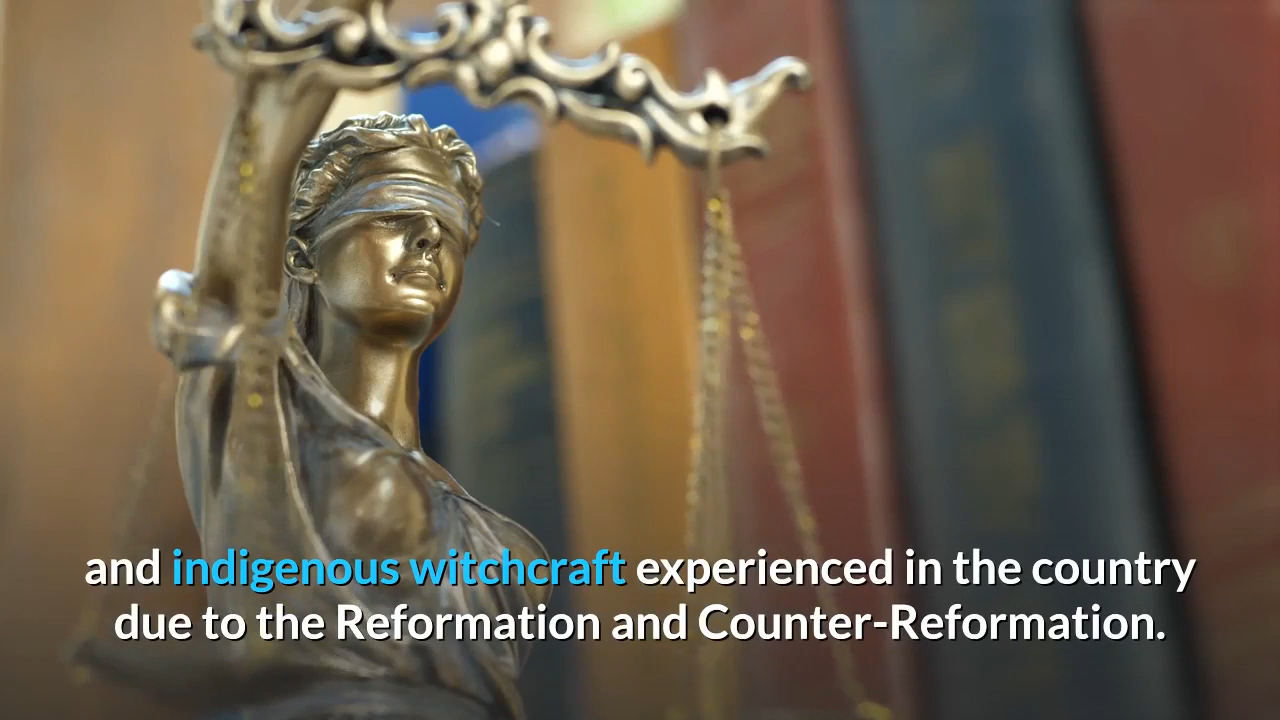 and indigenous witchcraft experienced in the country
due to the Reformation and Counter-Reformation.